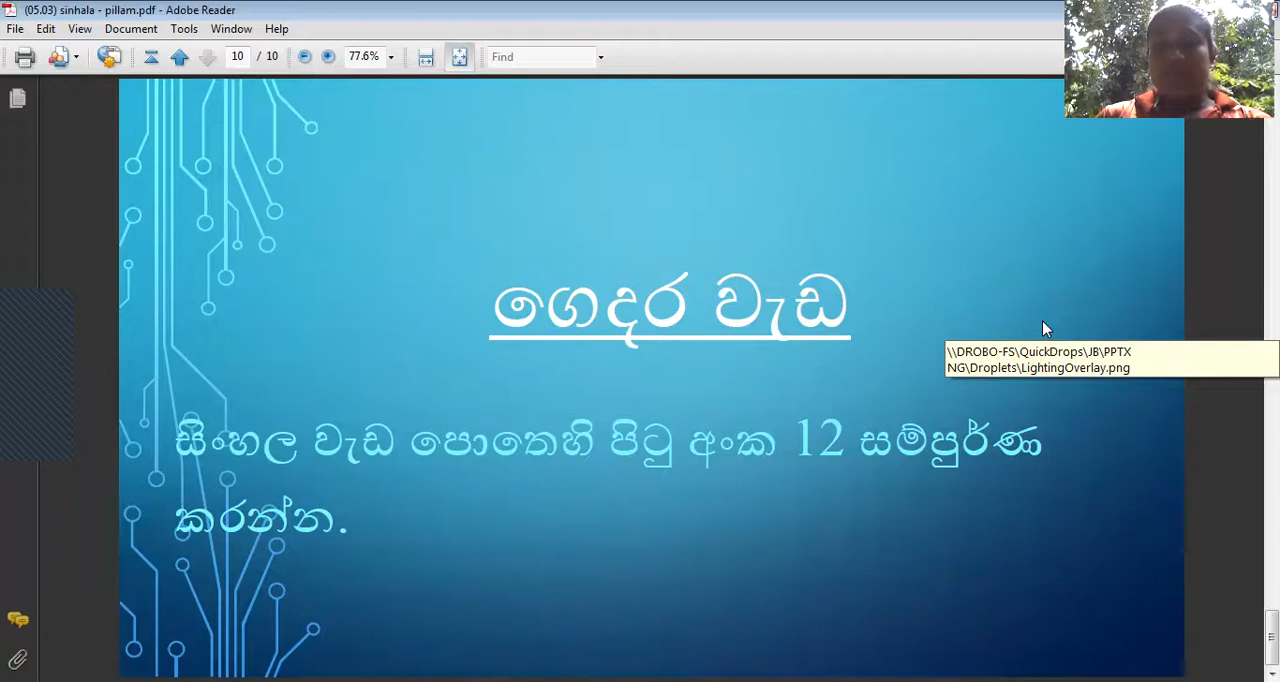 (05.03) sinhala - pillam.pdf - Adobe Reader
File Edit View Document Tools Window Help
10 / 10 77.6% Find
ගෙදර වැඩ
\\DROBO-FS\QuickDrops\JB\PPTX
NG\Droplets\LightingOverlay.png
සිංහල වැඩ පොතෙහි පිටු අංක 12 සම්පුර්ණ
කරන්න.